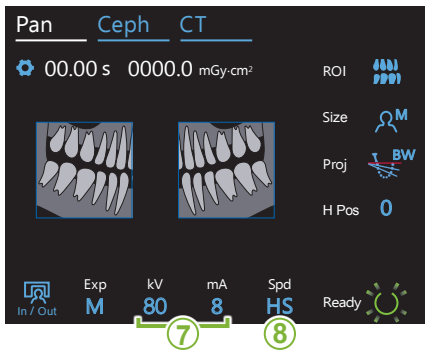 Pan Ceph CT
00.00 s 0000.0 mGy·cm²
ROI
Size M
Proj BW
H Pos 0
Exp kV mA Spd
In / Out M 80 8 HS Ready
7 8